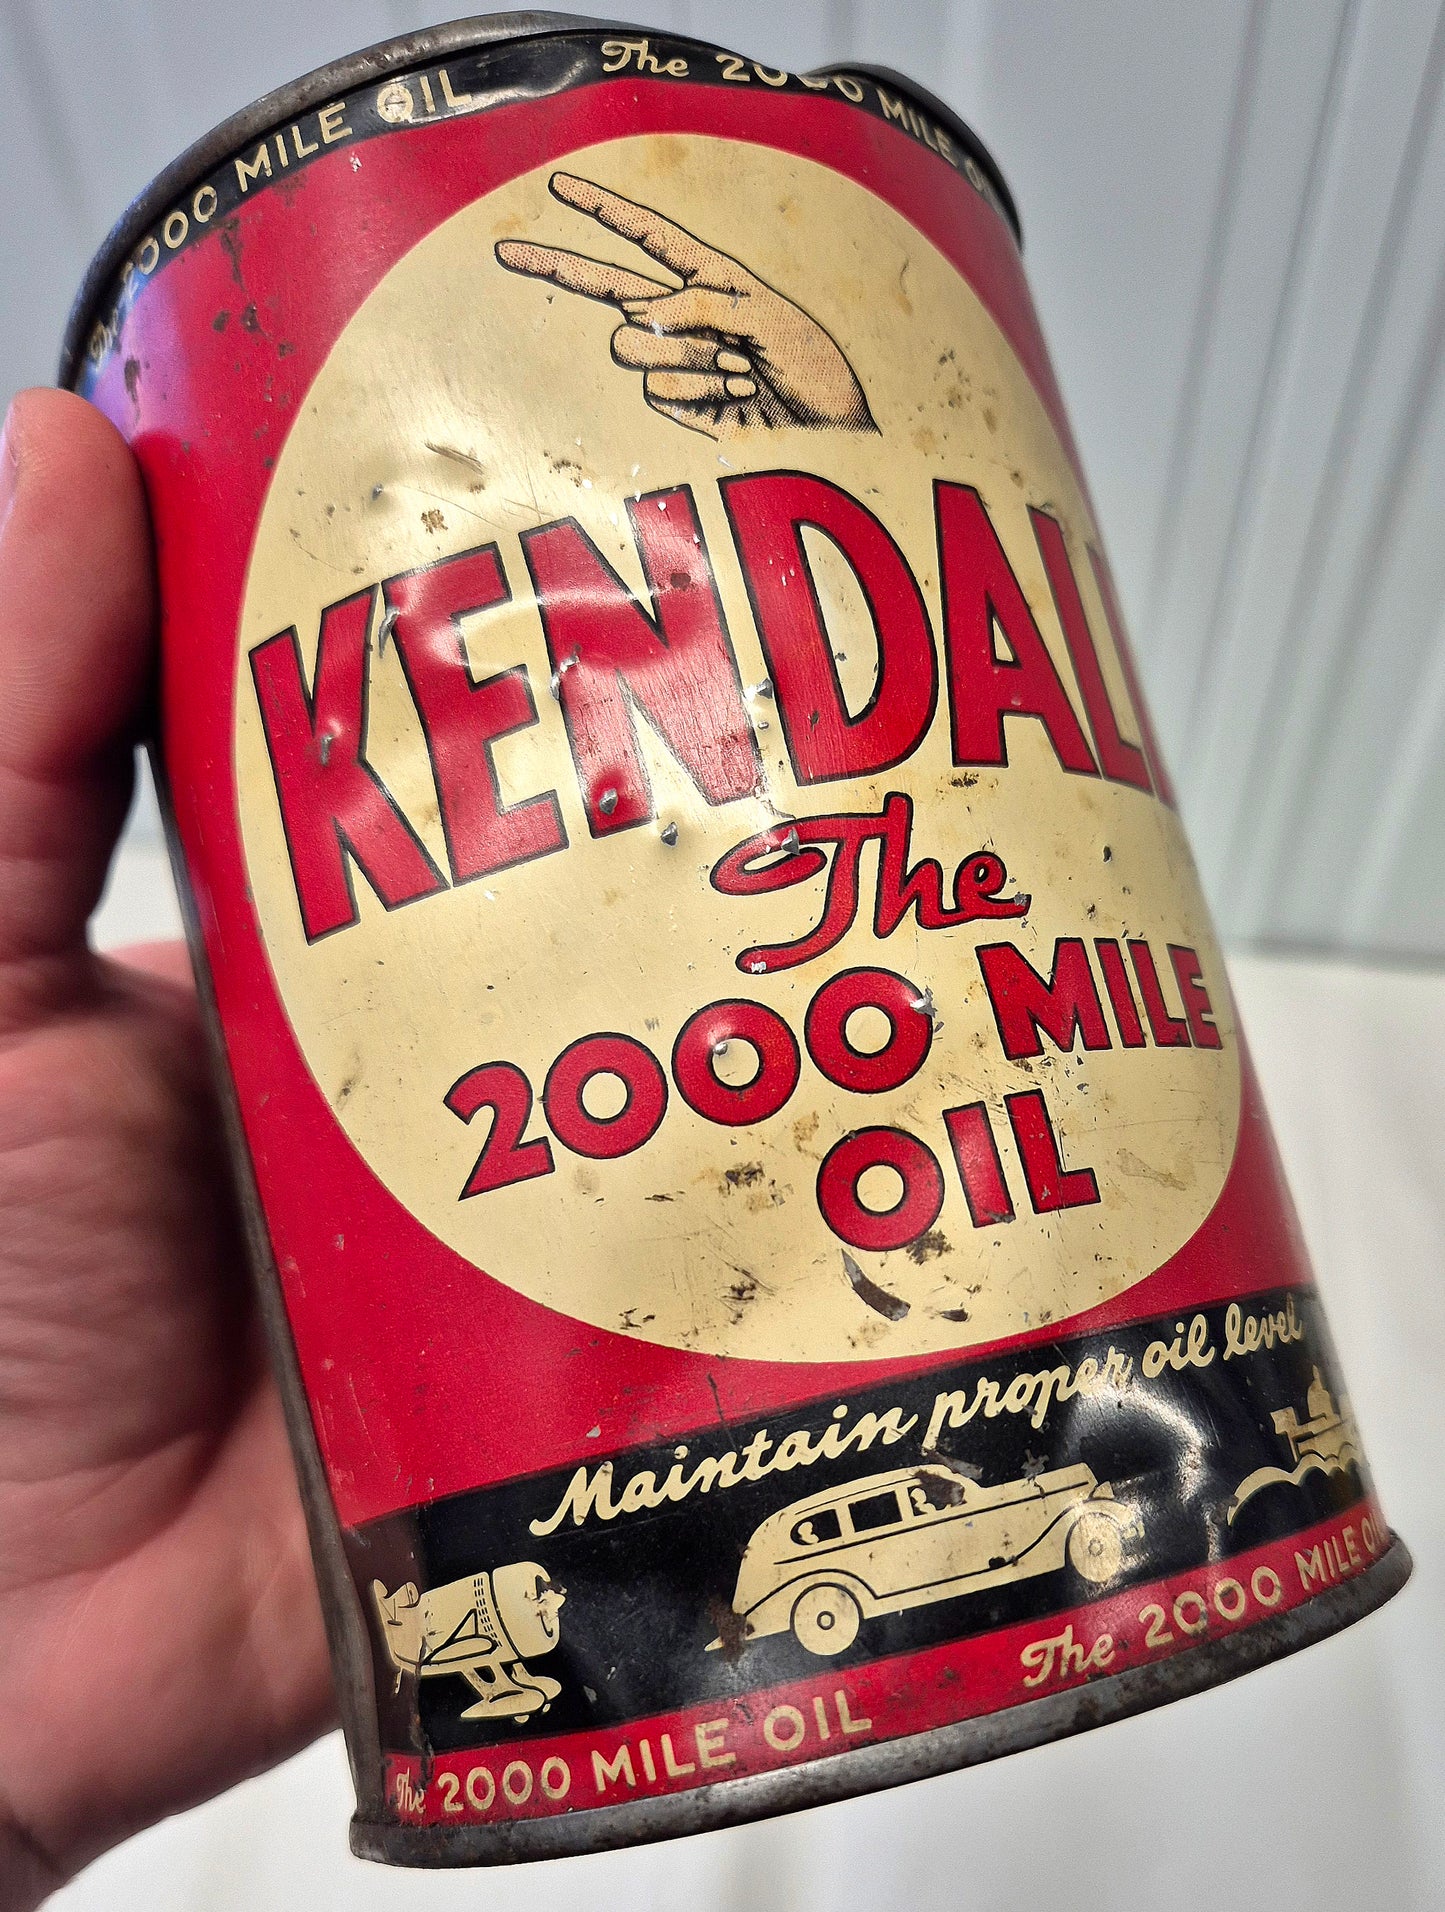 The 2000 MILE OIL
The 2000 MILE
KENDALL
The
2000 MILE
OIL
Maintain proper oil level
The 2000 MILE OIL
The 2000 MILE OIL